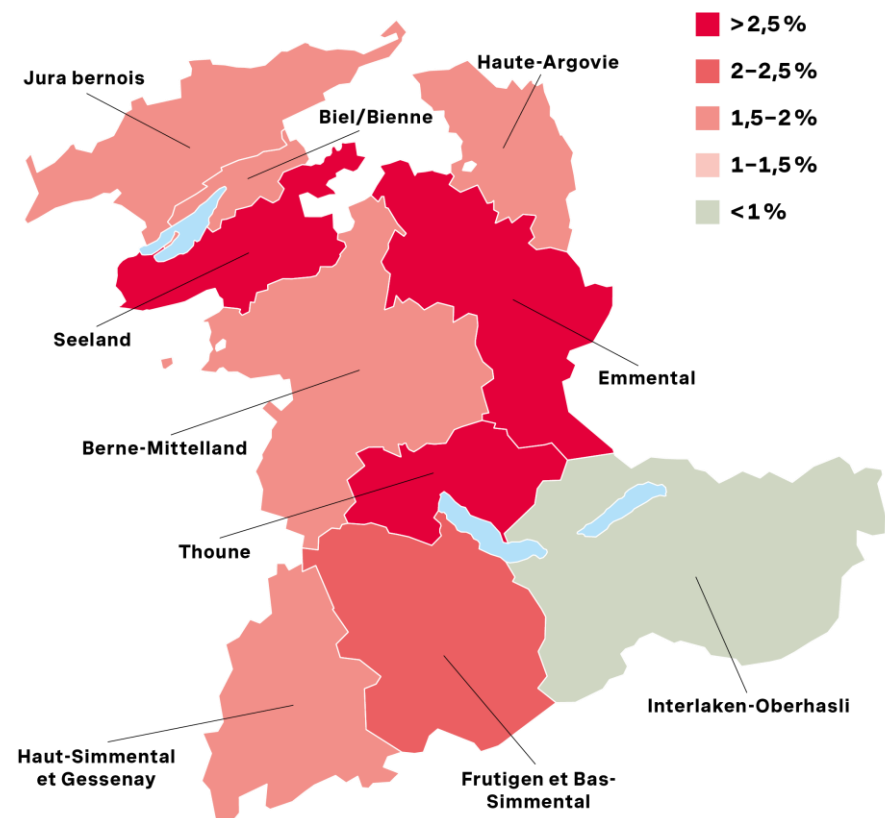 >2,5%
2–2,5%
1,5–2%
1–1,5%
<1%
Haute-Argovie
Jura bernois
Biel/Bienne
Seeland
Emmental
Berne-Mittelland
Thoune
Interlaken-Oberhasli
Haut-Simmental
et Gessenay
Frutigen et Bas-
Simmental